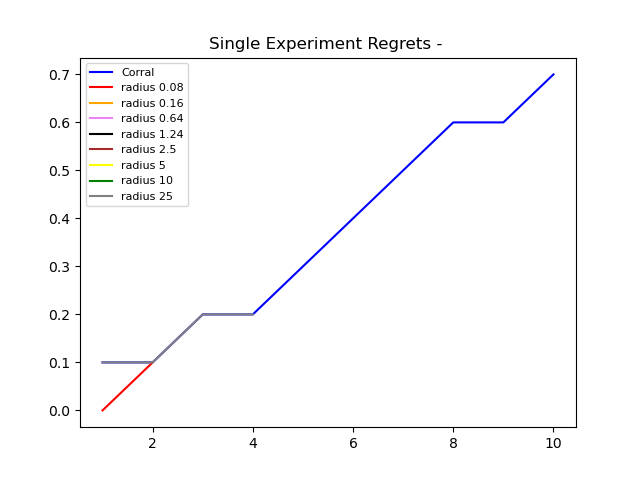 Single Experiment Regrets -
Corral
radius 0.08
radius 0.16
radius 0.64
radius 1.24
radius 2.5
radius 5
radius 10
radius 25
0.7
0.6
0.5
0.4
0.3
0.2
0.1
0.0
2 4 6 8 10